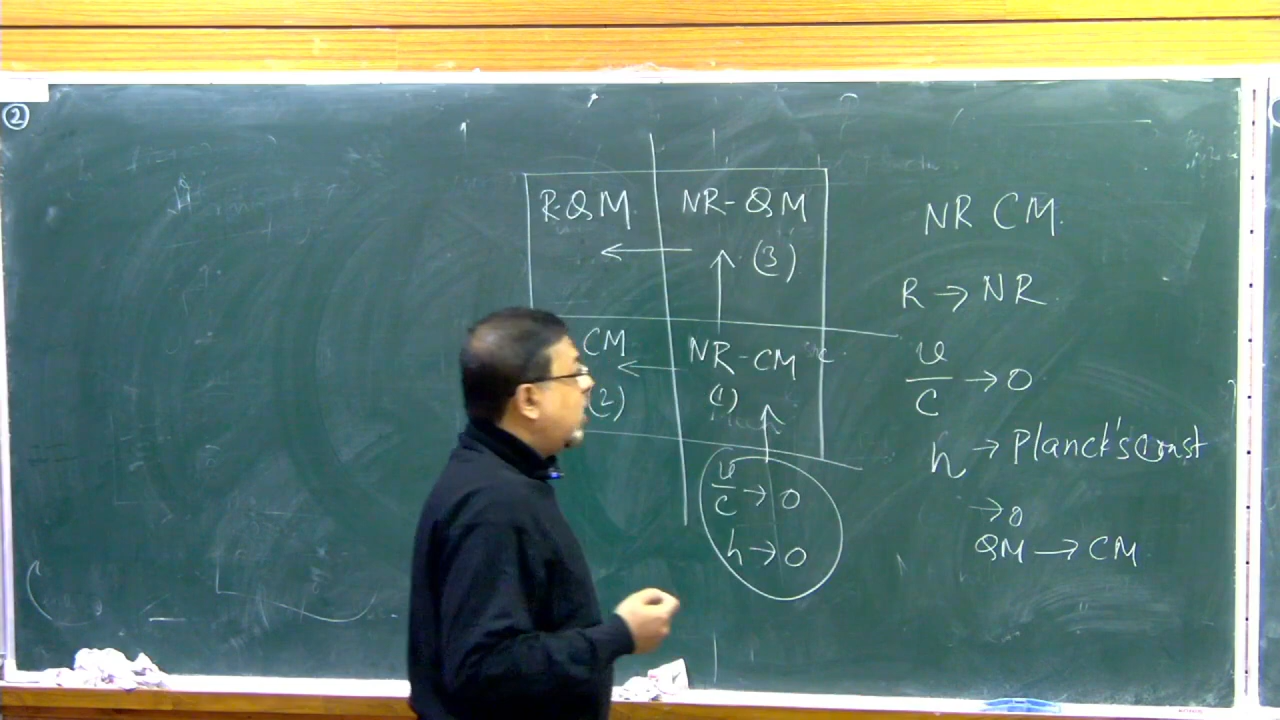 ②
R-QM NR-QM
(3)
CM NR-CM
(2) (1)
v/c → 0
h → 0
NR CM.
R → NR.
v/c → 0
h → Planck's Const
→ 0
QM → CM.